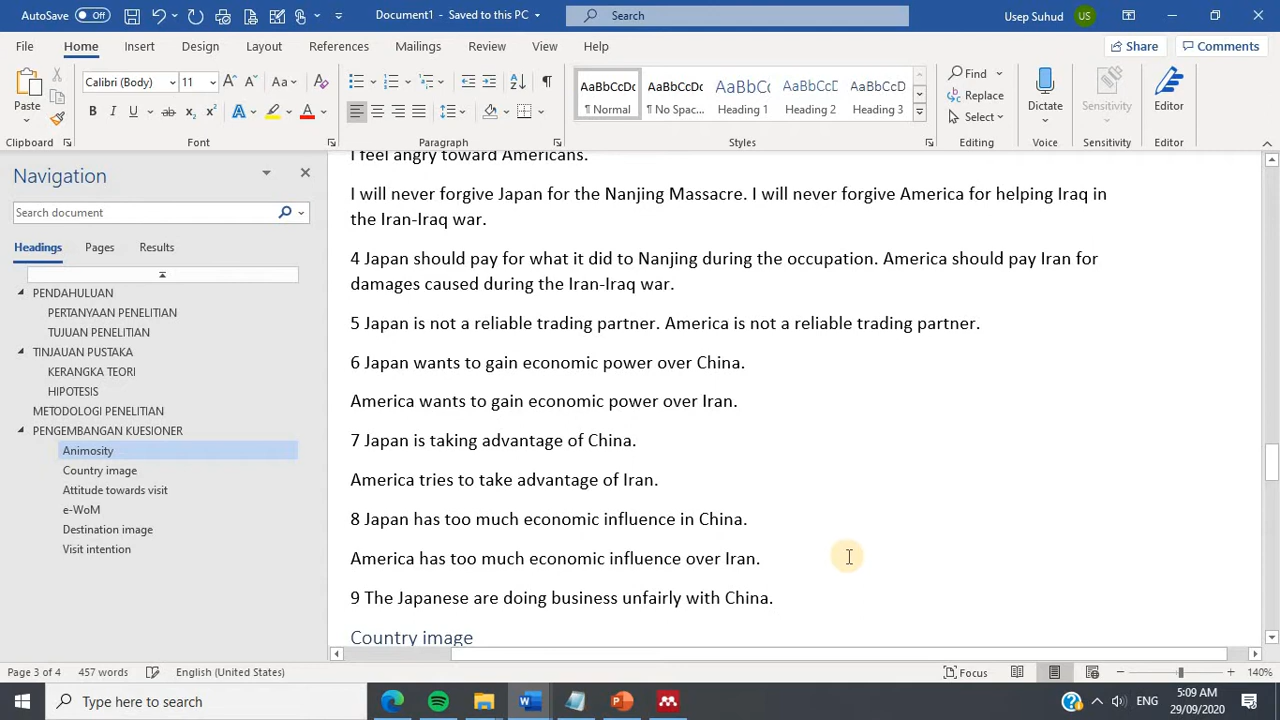 AutoSave Off Document1 - Saved to this PC Search Usep Suhud US
File Home Insert Design Layout References Mailings Review View Help Share Comments
Paste
Clipboard
Calibri (Body) 11 A A Aa A
B I U ab x₂ x² A A
Font
Paragraph
AaBbCcDc AaBbCcDc AaBbCc AaBbCcD AaBbCcD
¶ Normal ¶ No Spac... Heading 1 Heading 2 Heading 3
Styles
Find
Replace
Select
Editing
Dictate
Voice
Sensitivity
Sensitivity
Editor
Editor
Navigation
Search document
Headings Pages Results
PENDAHULUAN
PERTANYAAN PENELITIAN
TUJUAN PENELITIAN
TINJAUAN PUSTAKA
KERANGKA TEORI
HIPOTESIS
METODOLOGI PENELITIAN
PENGEMBANGAN KUESIONER
Animosity
Country image
Attitude towards visit
e-WoM
Destination image
Visit intention
I feel angry toward Americans.
I will never forgive Japan for the Nanjing Massacre. I will never forgive America for helping Iraq in
the Iran-Iraq war.
4 Japan should pay for what it did to Nanjing during the occupation. America should pay Iran for
damages caused during the Iran-Iraq war.
5 Japan is not a reliable trading partner. America is not a reliable trading partner.
6 Japan wants to gain economic power over China.
America wants to gain economic power over Iran.
7 Japan is taking advantage of China.
America tries to take advantage of Iran.
8 Japan has too much economic influence in China.
America has too much economic influence over Iran.
9 The Japanese are doing business unfairly with China.
Country image
Page 3 of 4 457 words English (United States) Focus 140%
Type here to search ENG 5:09 AM
29/09/2020